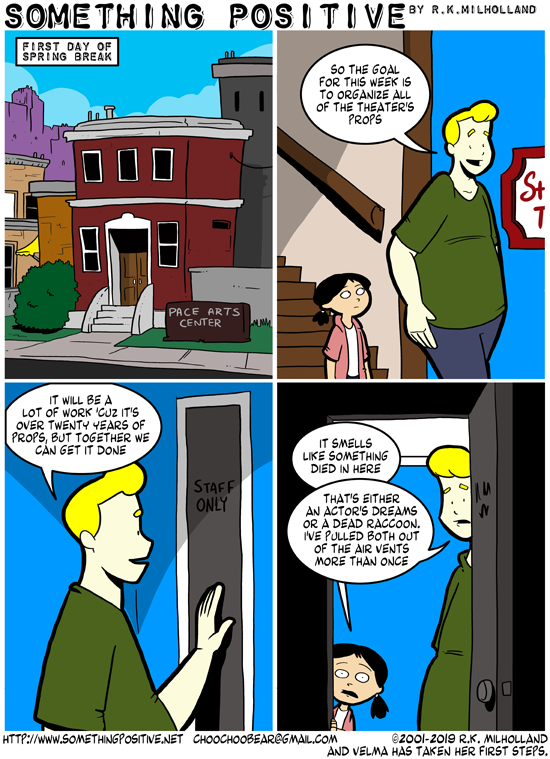 SOMETHING POSITIVE BY R.K.MILHOLLAND
FIRST DAY OF
SPRING BREAK
PACE ARTS
CENTER
SO THE GOAL
FOR THIS WEEK IS
TO ORGANIZE ALL
OF THE THEATER'S
PROPS
St
T
IT WILL BE A
LOT OF WORK 'CUZ IT'S
OVER TWENTY YEARS OF
PROPS, BUT TOGETHER WE
CAN GET IT DONE
STAFF
ONLY
IT SMELLS
LIKE SOMETHING
DIED IN HERE
THAT'S EITHER
AN ACTOR'S DREAMS
OR A DEAD RACCOON.
I'VE PULLED BOTH OUT
OF THE AIR VENTS
MORE THAN ONCE
HTTP://WWW.SOMETHINGPOSITIVE.NET CHOOCHOOBEAR@GMAIL.COM ©2001-2019 R.K. MILHOLLAND
AND VELMA HAS TAKEN HER FIRST STEPS.